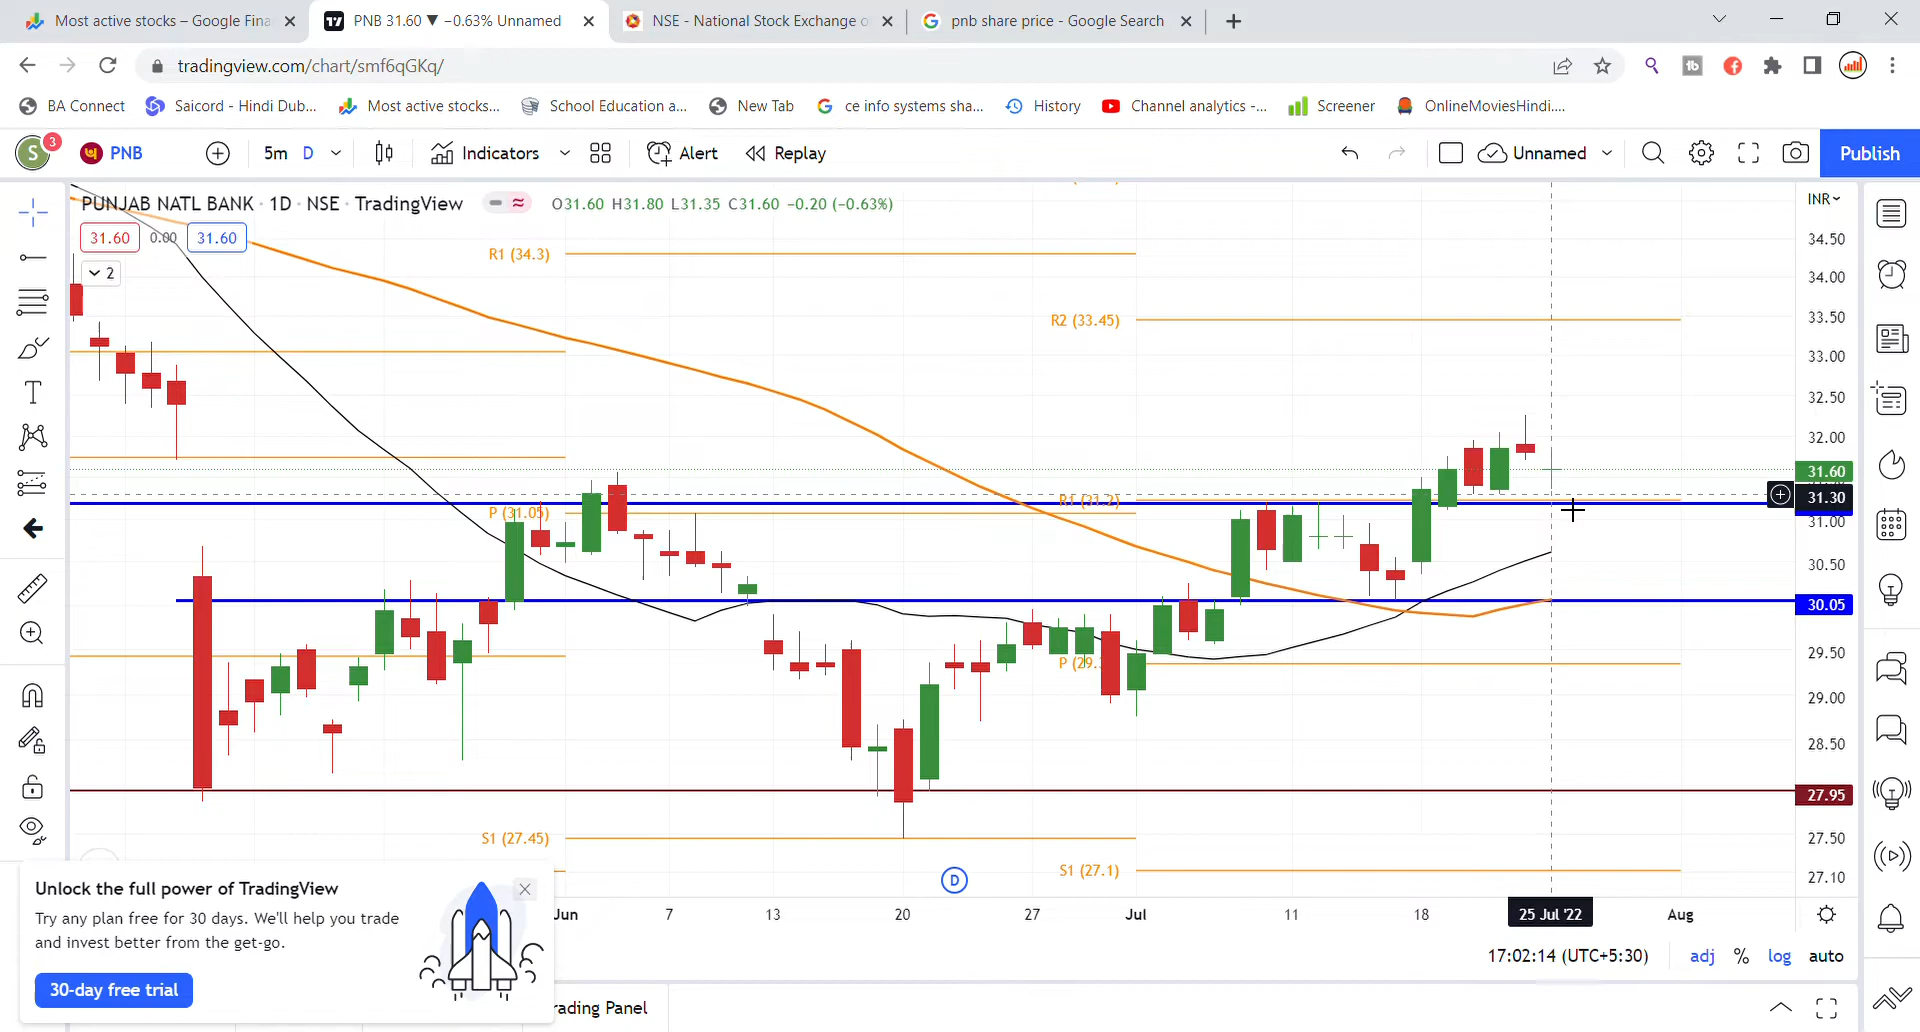 Most active stocks – Google Fina
PNB 31.60 ▼ −0.63% Unnamed
NSE - National Stock Exchange o
pnb share price - Google Search
tradingview.com/chart/smf6qGKq/
BA Connect
Saicord - Hindi Dub...
Most active stocks...
School Education a...
New Tab
ce info systems sha...
History
Channel analytics -...
Screener
OnlineMoviesHindi....
S 3
PNB
5m
D
Indicators
Alert
Replay
Unnamed
Publish
PUNJAB NATL BANK · 1D · NSE · TradingView
O31.60 H31.80 L31.35 C31.60 −0.20 (−0.63%)
INR
31.60 0.00 31.60
2
R1 (34.3)
R2 (33.45)
P (31.05)
R1 (31.2)
S1 (27.45)
S1 (27.1)
34.50
34.00
33.50
33.00
32.50
32.00
31.60
31.30
31.00
30.50
30.05
29.50
29.00
28.50
27.95
27.50
27.10
D
Jun
7
13
20
27
Jul
11
18
25 Jul '22
Aug
17:02:14 (UTC+5:30)
adj
%
log
auto
Unlock the full power of TradingView
Try any plan free for 30 days. We'll help you trade
and invest better from the get-go.
30-day free trial
rading Panel